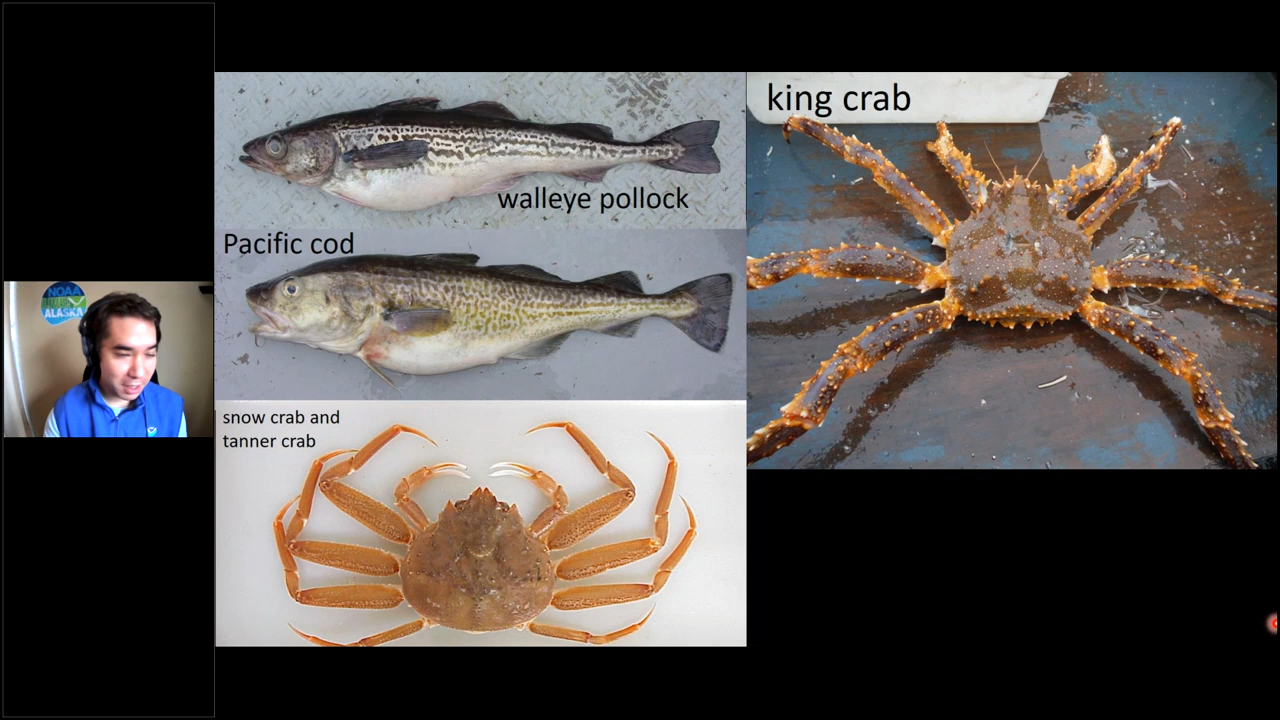 NOAA
ALASKA
walleye pollock
Pacific cod
snow crab and
tanner crab
king crab